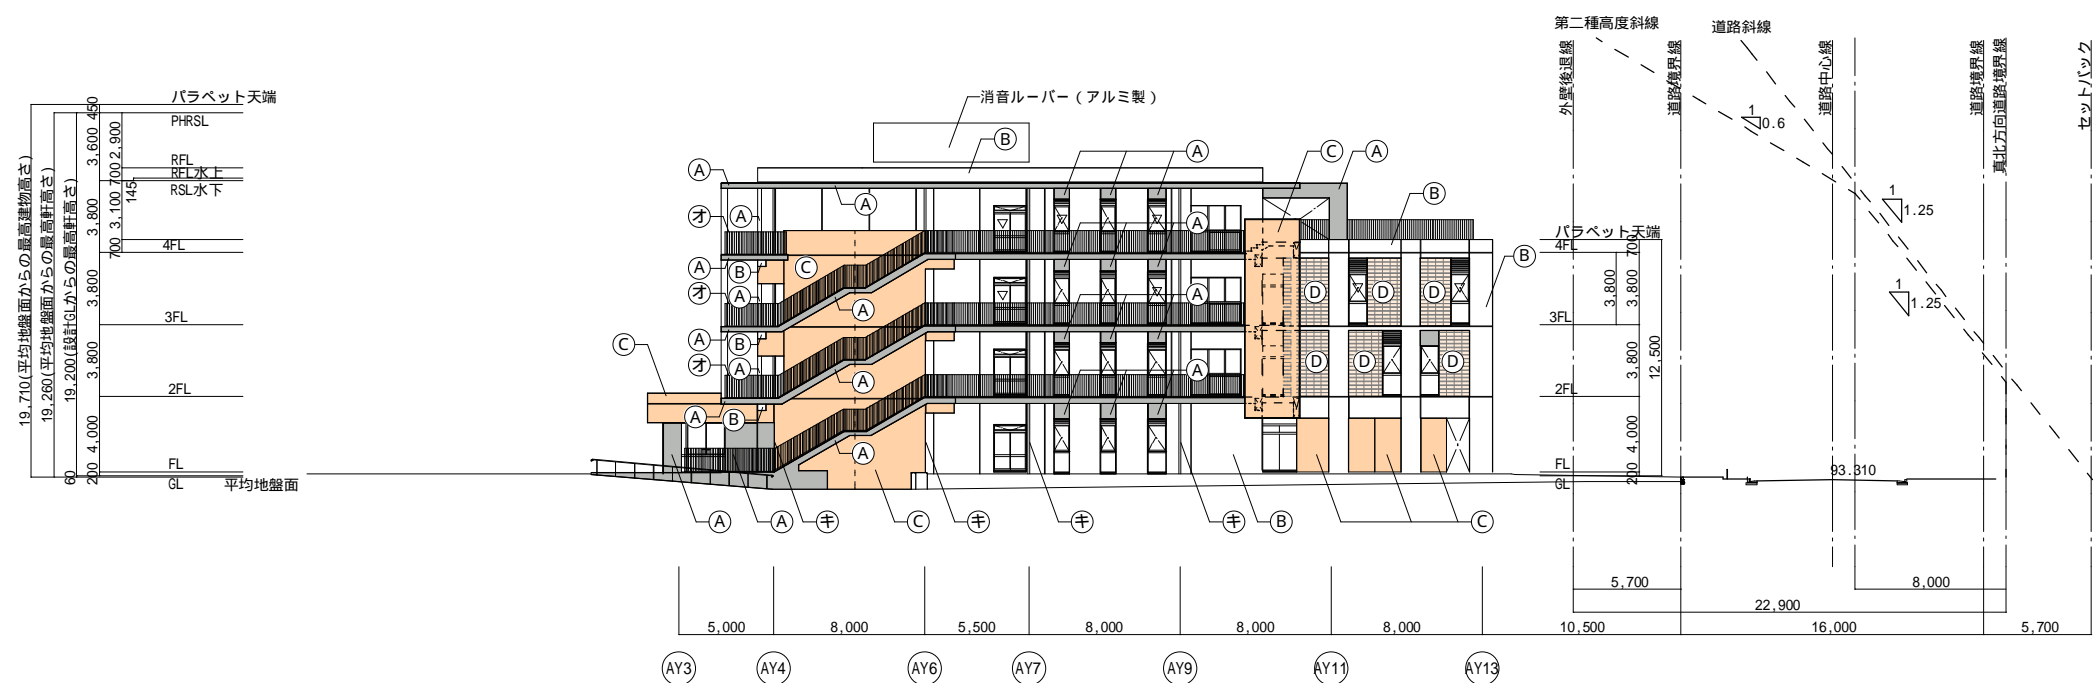 第二種高度斜線
道路斜線
外壁後退線
道路境界線
道路中心線
道路境界線
真北方向道路境界線
セットバック
パラペット天端
PHRSL
RFL
RFL水上
RSL水下
4FL
3FL
2FL
FL
GL
平均地盤面
19,710(平均地盤面からの最高建物高さ)
19,260(平均地盤面からの最高軒高さ)
19,200(設計GLからの最高軒高さ)
450
3,600
3,800
3,800
3,800
4,000
200
60
2,900
700
3,100
700
145
消音ルーバー（アルミ製）
B
A
C
A
A
A
A
オ
A
B
A
A
C
B
A
B
オ
A
A
A
D
D
D
A
B
C
オ
A
A
D
D
D
A
B
A
A
A
キ
C
キ
キ
キ
B
C
1
0.6
1
1.25
1
1.25
パラペット天端
4FL
3FL
2FL
FL
GL
700
3,800
3,800
3,800
4,000
200
12,500
93.310
5,700
8,000
22,900
5,000
8,000
5,500
8,000
8,000
8,000
10,500
16,000
5,700
AY3
AY4
AY6
AY7
AY9
AY11
AY13